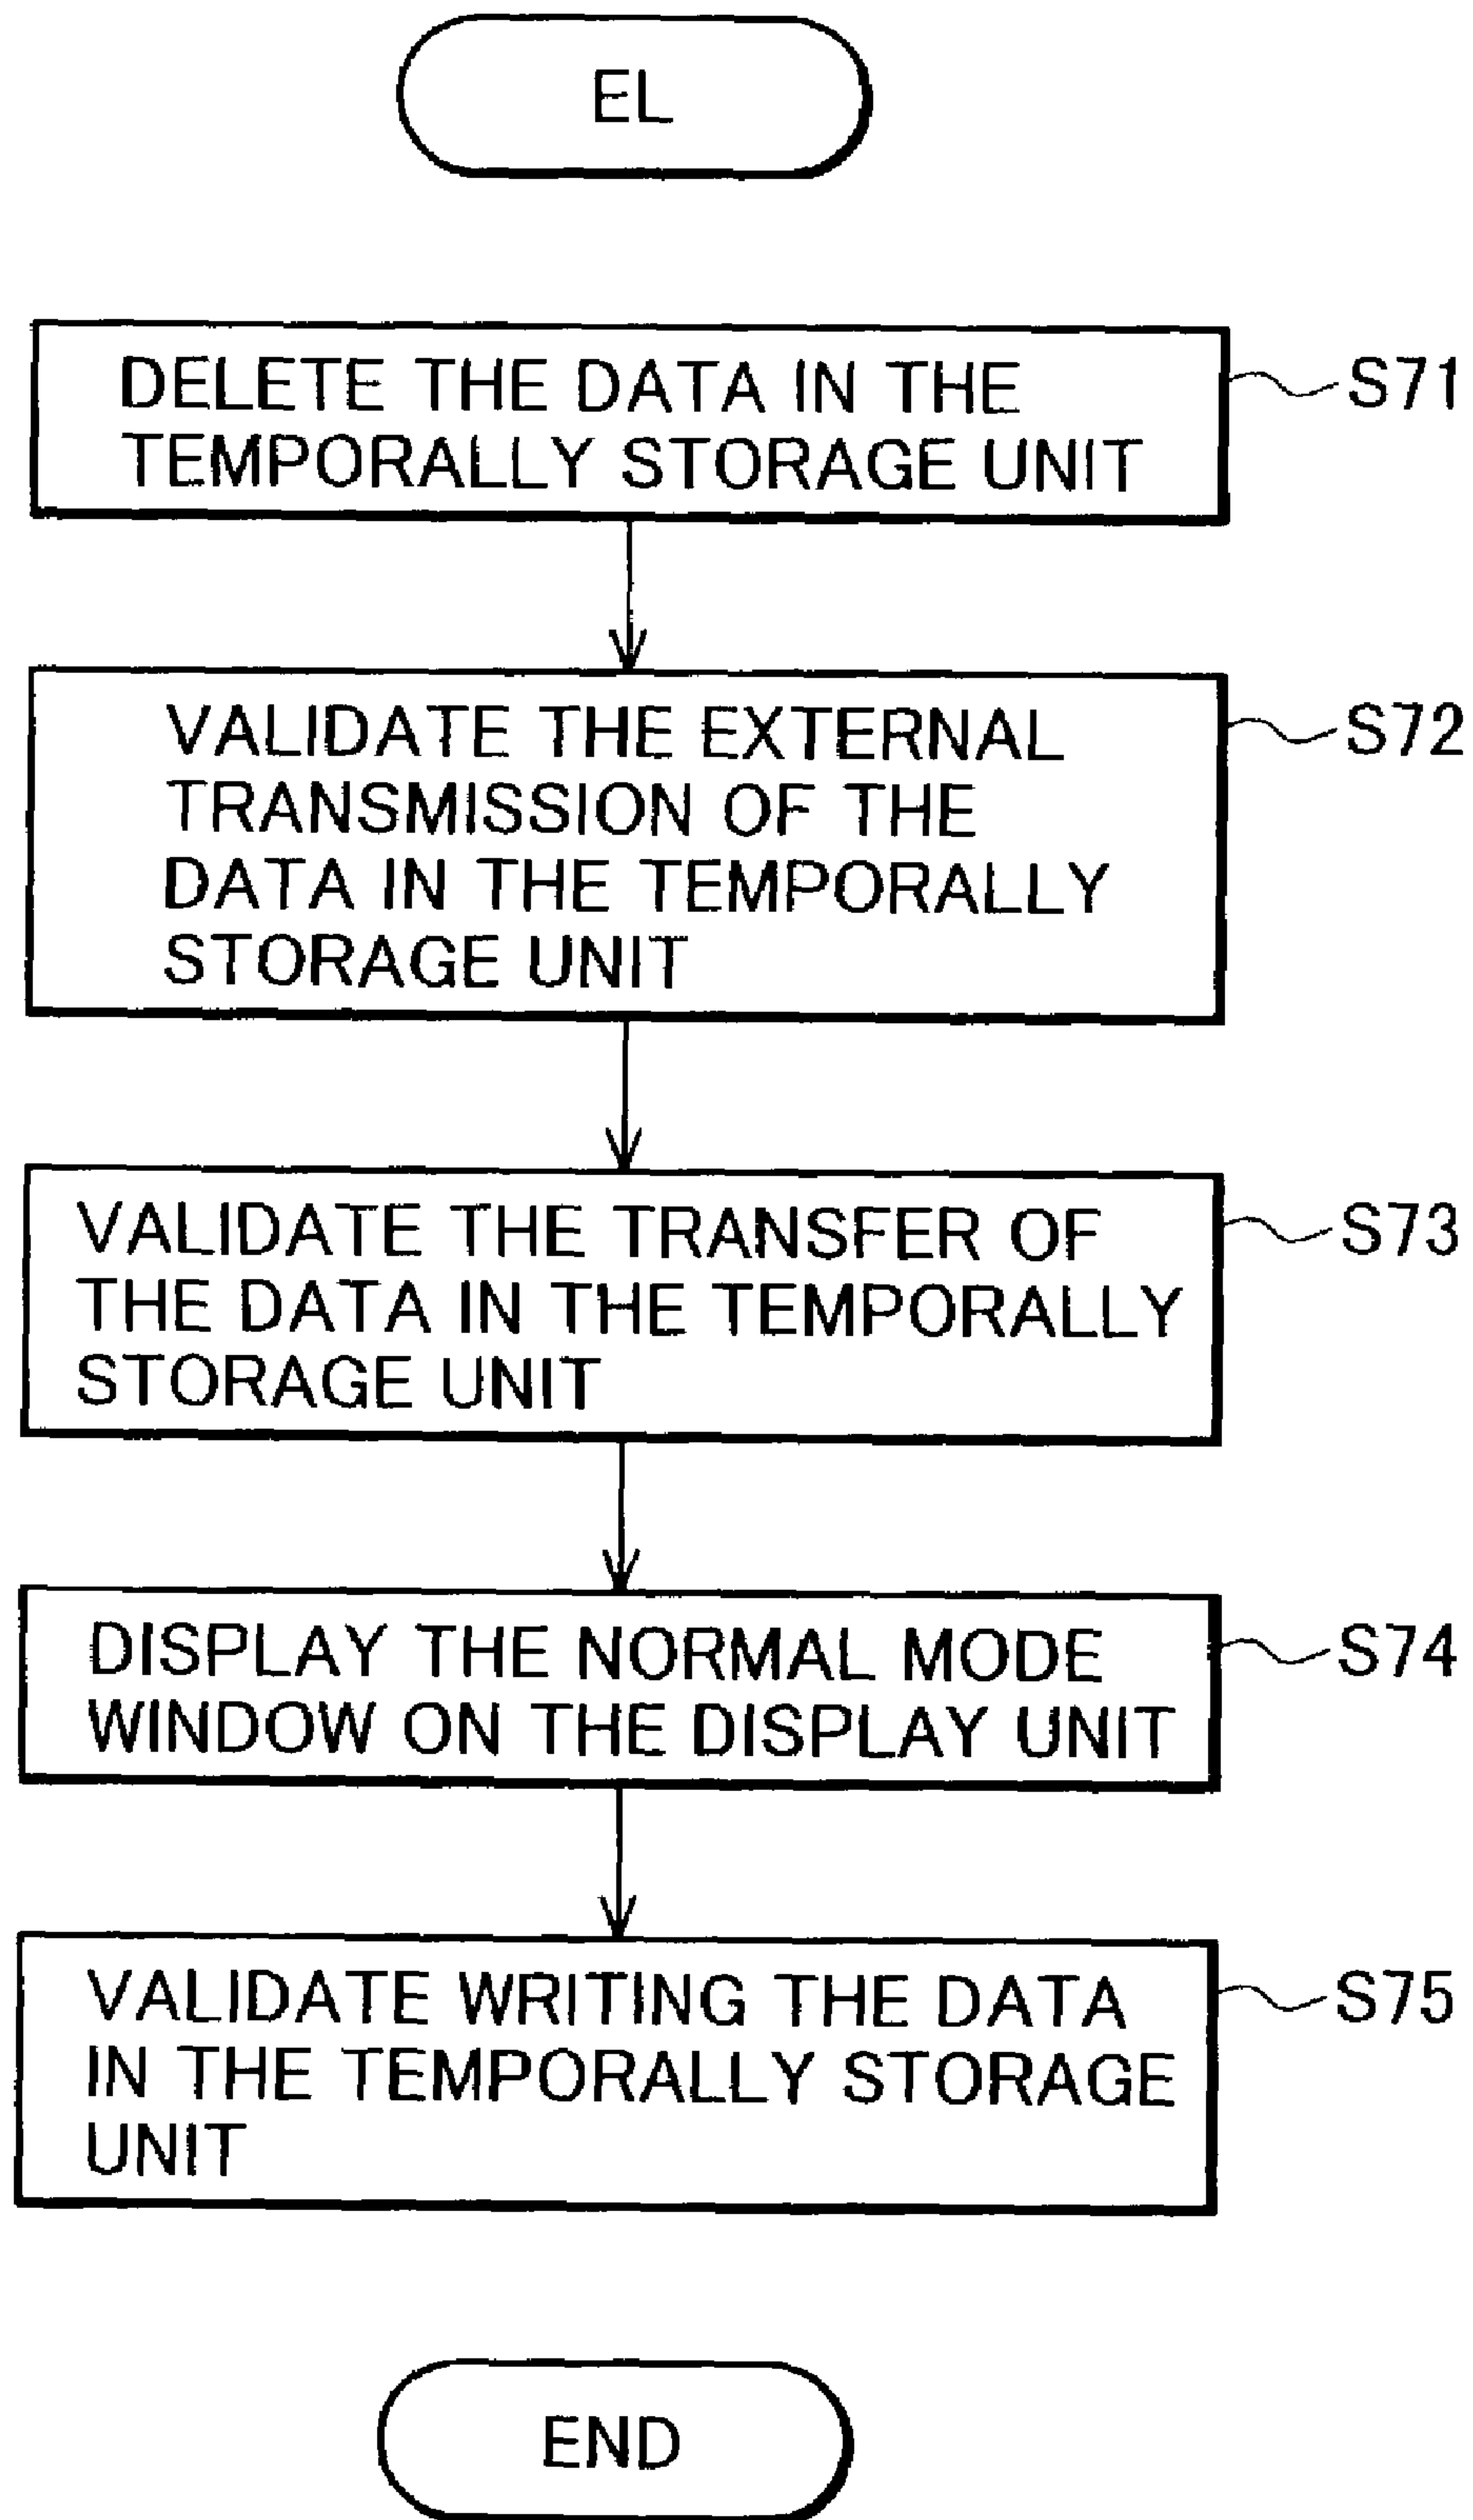 EL
DELETE THE DATA IN THE
TEMPORALLY STORAGE UNIT
S71
VALIDATE THE EXTERNAL
TRANSMISSION OF THE
DATA IN THE TEMPORALLY
STORAGE UNIT
S72
VALIDATE THE TRANSFER OF
THE DATA IN THE TEMPORALLY
STORAGE UNIT
S73
DISPLAY THE NORMAL MODE
WINDOW ON THE DISPLAY UNIT
S74
VALIDATE WRITING THE DATA
IN THE TEMPORALLY STORAGE
UNIT
S75
END